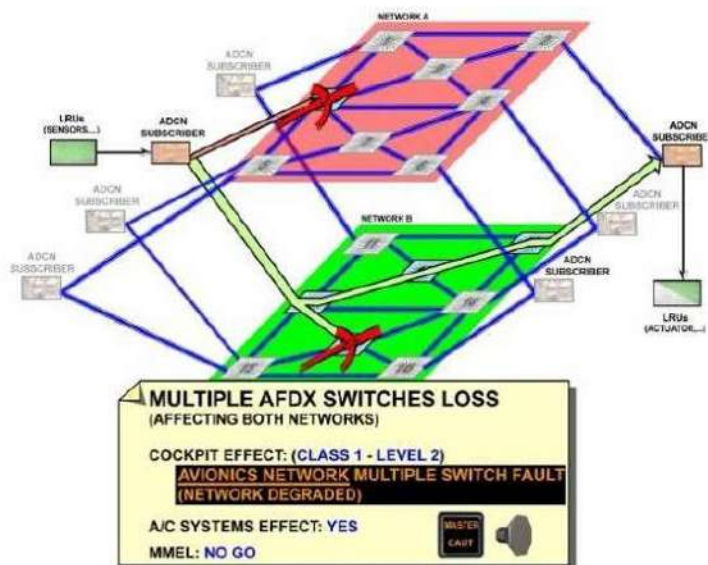 NETWORK A
ADCN
SUBSCRIBER
LRUs
(SENSORS,...)
ADCN
SUBSCRIBER
ADCN
SUBSCRIBE
ADCN
SUBSCRIBER
ADCN
SUBSCRIBER
NETWORK B
ADCN
SUBSCRIBER
ADCN
SUBSCRIBER
LRUs
(ACTUATOR,...)
MULTIPLE AFDX SWITCHES LOSS
(AFFECTING BOTH NETWORKS)
COCKPIT EFFECT: (CLASS 1 - LEVEL 2)
AVIONICS NETWORK MULTIPLE SWITCH FAULT
(NETWORK DEGRADED)
A/C SYSTEMS EFFECT: YES
MASTER
CAUT
MMEL: NO GO